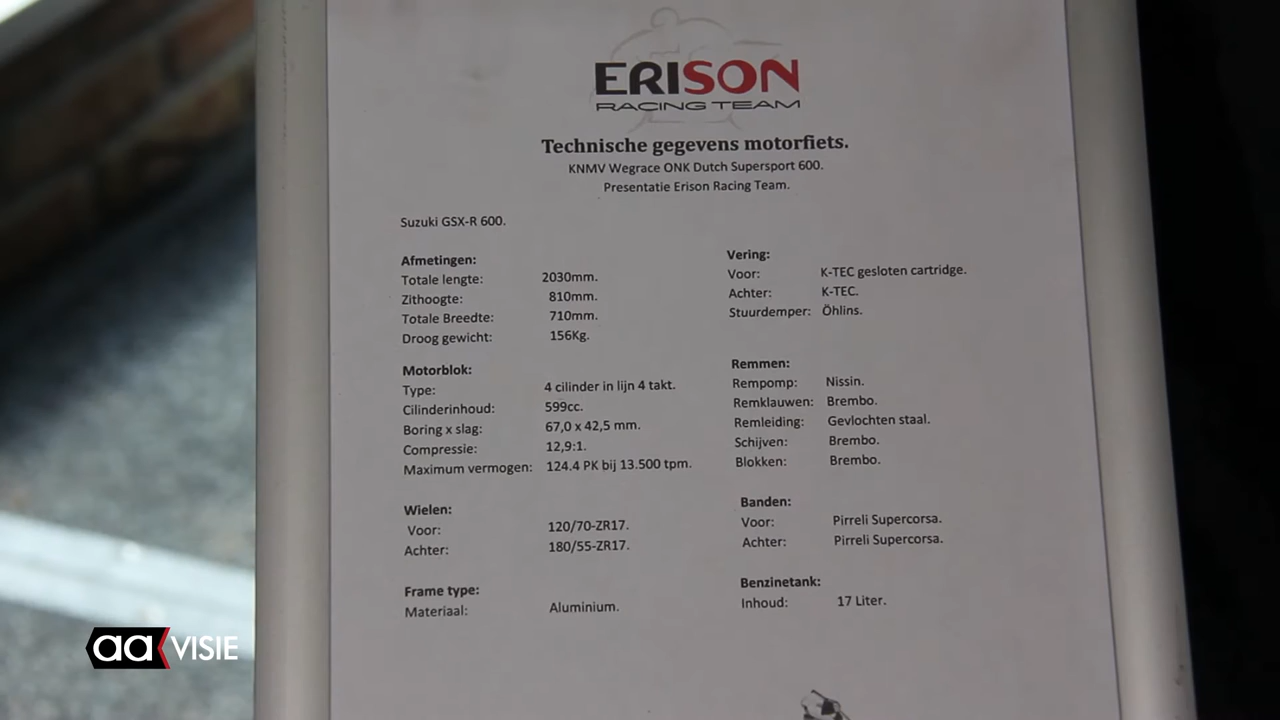 ERISON
RACING TEAM
Technische gegevens motorfiets.
KNMV Wegrace ONK Dutch Supersport 600.
Presentatie Erison Racing Team.
Suzuki GSX-R 600.
Afmetingen:
Totale lengte: 2030mm.
Zithoogte: 810mm.
Totale Breedte: 710mm.
Droog gewicht: 156Kg.
Vering:
Voor: K-TEC gesloten cartridge.
Achter: K-TEC.
Stuurdemper: Öhlins.
Motorblok:
Type: 4 cilinder in lijn 4 takt.
Cilinderinhoud: 599cc.
Boring x slag: 67,0 x 42,5 mm.
Compressie: 12,9:1.
Maximum vermogen: 124.4 PK bij 13.500 tpm.
Remmen:
Rempomp: Nissin.
Remklauwen: Brembo.
Remleiding: Gevlochten staal.
Schijven: Brembo.
Blokken: Brembo.
Wielen:
Voor: 120/70-ZR17.
Achter: 180/55-ZR17.
Banden:
Voor: Pirreli Supercorsa.
Achter: Pirreli Supercorsa.
Frame type:
Materiaal: Aluminium.
Benzinetank:
Inhoud: 17 Liter.
aa VISIE